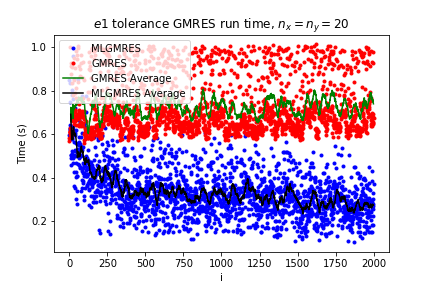 e1 tolerance GMRES run time, n_x = n_y = 20
MLGMRES
GMRES
GMRES Average
MLGMRES Average
Time (s)
1.0
0.8
0.6
0.4
0.2
0 250 500 750 1000 1250 1500 1750 2000
i